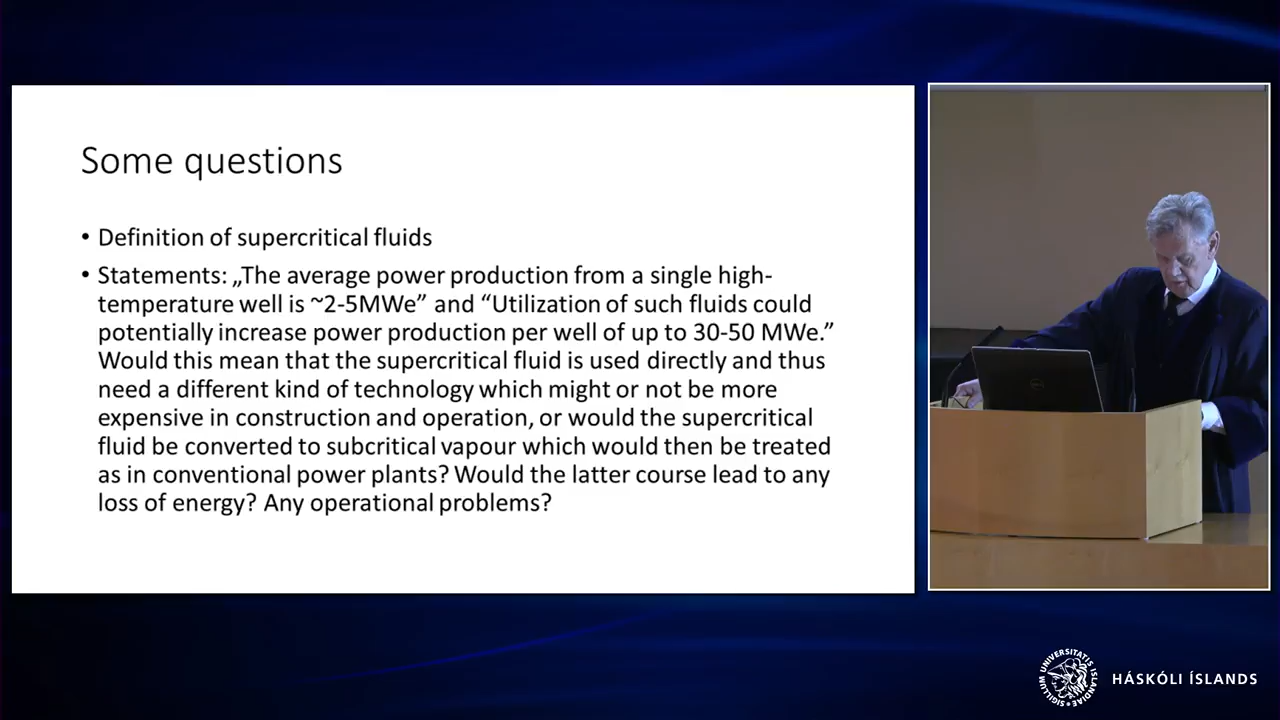 Some questions
• Definition of supercritical fluids
• Statements: „The average power production from a single high-
temperature well is ~2-5MWe” and “Utilization of such fluids could
potentially increase power production per well of up to 30-50 MWe.”
Would this mean that the supercritical fluid is used directly and thus
need a different kind of technology which might or not be more
expensive in construction and operation, or would the supercritical
fluid be converted to subcritical vapour which would then be treated
as in conventional power plants? Would the latter course lead to any
loss of energy? Any operational problems?
SIGILLUM UNIVERSITATIS ISLANDIAE
HÁSKÓLI ÍSLANDS